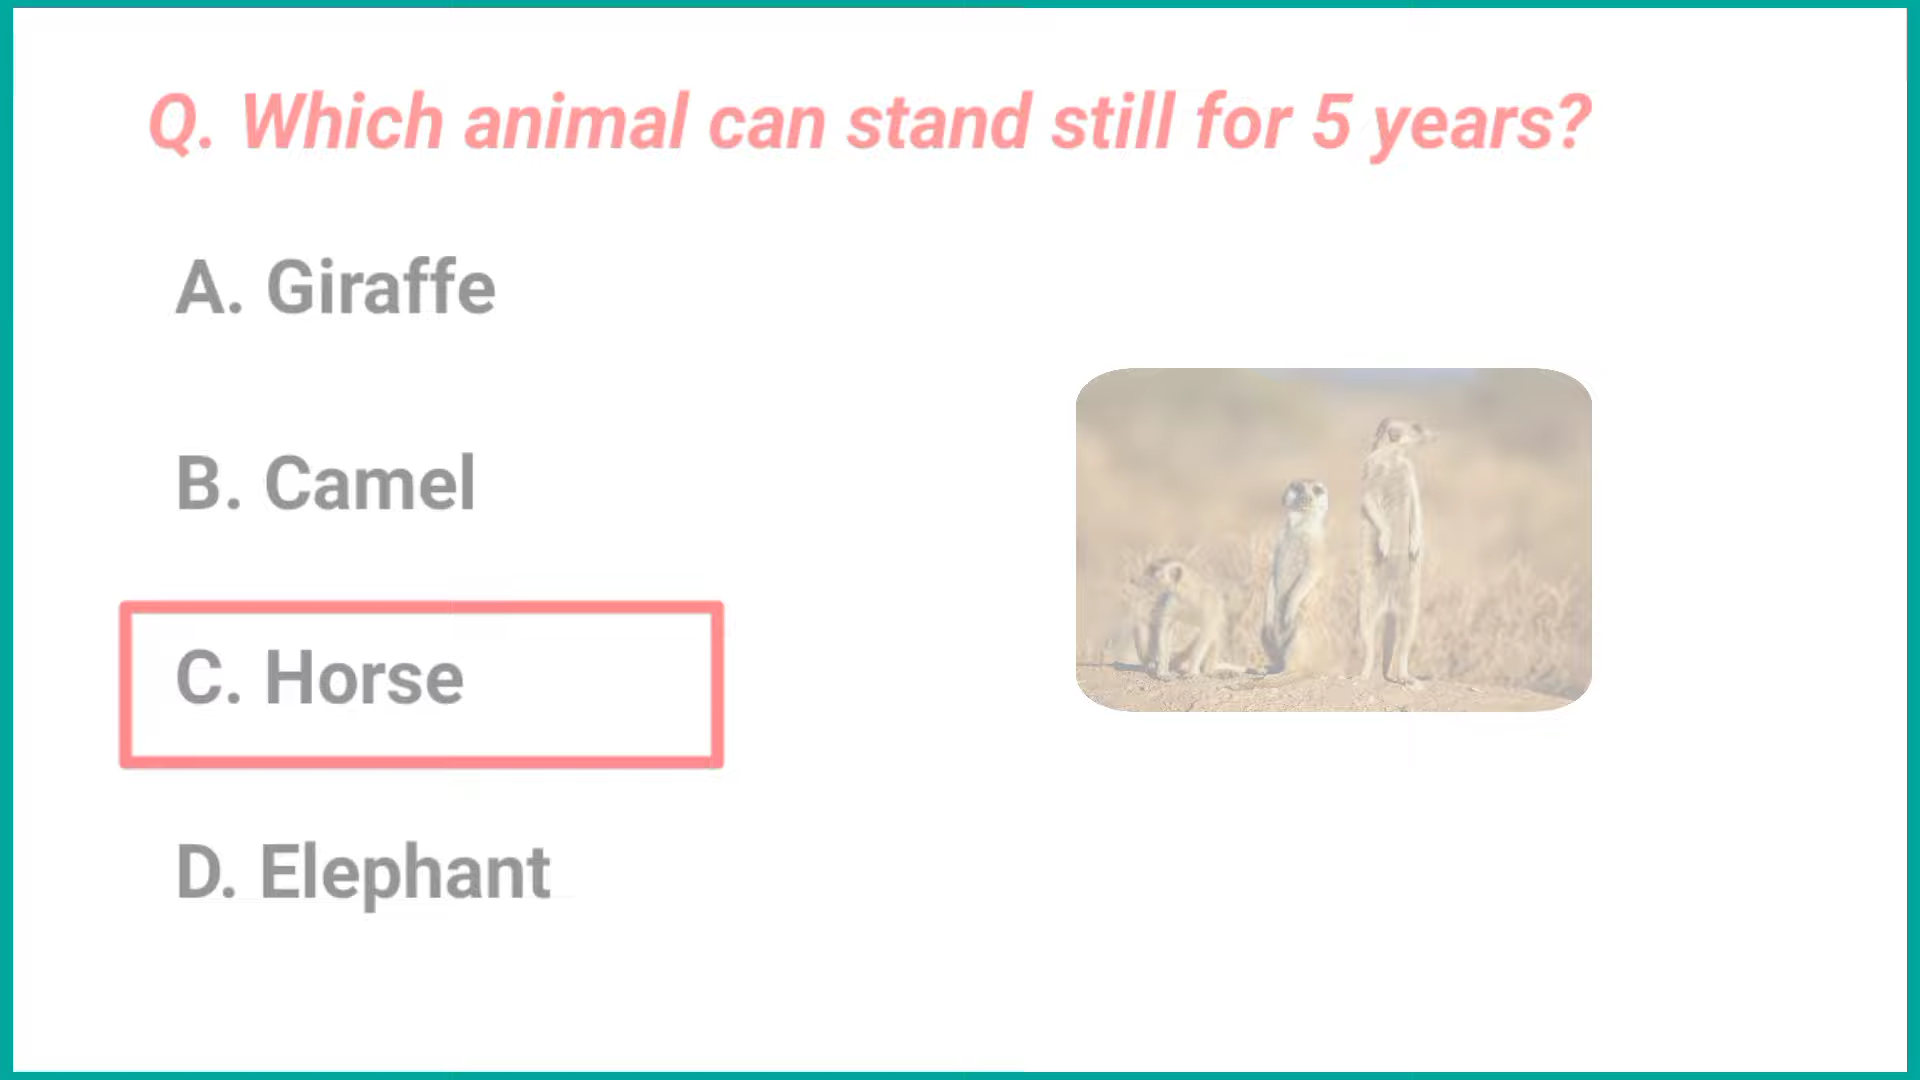 Q. Which animal can stand still for 5 years?
A. Giraffe
B. Camel
C. Horse
D. Elephant